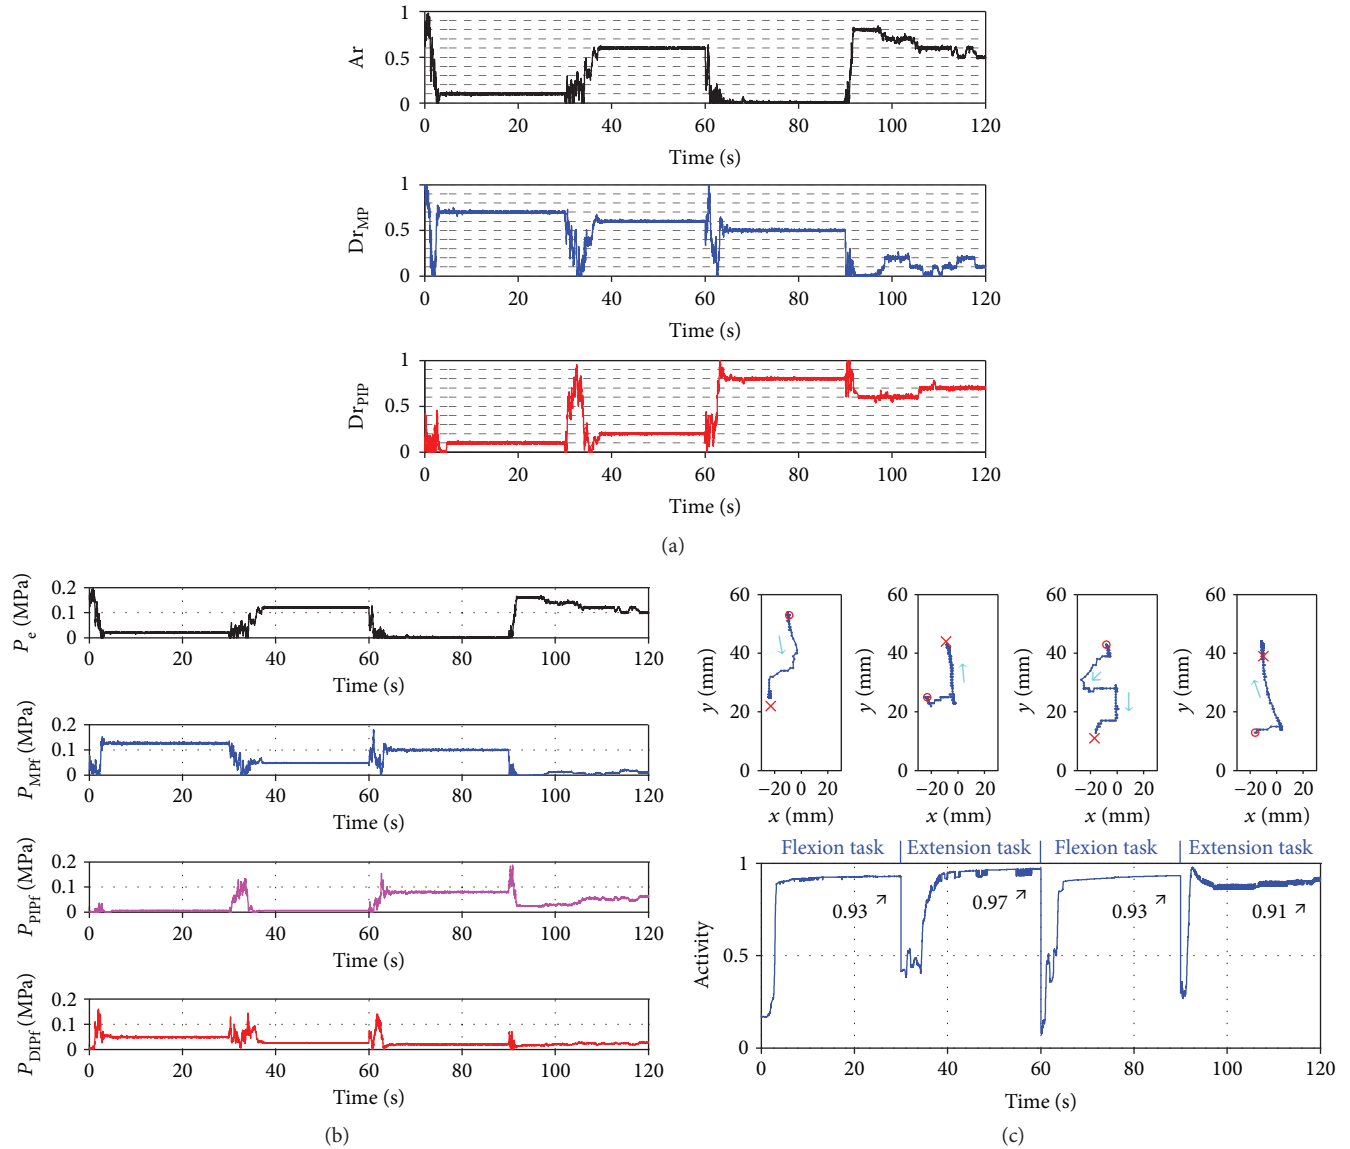 1
0.5
0
Ar
0 20 40 60 80 100 120
Time (s)
1
0.5
0
Dr_MP
0 20 40 60 80 100 120
Time (s)
1
0.5
0
Dr_PIP
0 20 40 60 80 100 120
Time (s)
(a)
0.2
0.1
0
P_e (MPa)
0 20 40 60 80 100 120
Time (s)
0.2
0.1
0
P_MPf (MPa)
0 20 40 60 80 100 120
Time (s)
0.2
0.1
0
P_PIPf (MPa)
0 20 40 60 80 100 120
Time (s)
0.2
0.1
0
P_DIPf (MPa)
0 20 40 60 80 100 120
Time (s)
(b)
60
40
20
0
y (mm)
−20 0 20
x (mm)
60
40
20
0
y (mm)
−20 0 20
x (mm)
60
40
20
0
y (mm)
−20 0 20
x (mm)
60
40
20
0
y (mm)
−20 0 20
x (mm)
Flexion task Extension task Flexion task Extension task
1
0.5
0
Activity
0.93 0.97 0.93 0.91
0 20 40 60 80 100 120
Time (s)
(c)